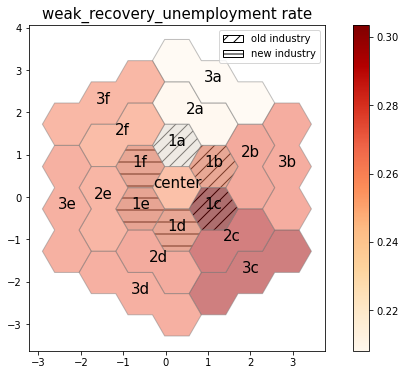 weak_recovery_unemployment rate
old industry
new industry
3a
3f
2a
2f
1a
2b
3b
1f
1b
center
2e
3e
1e
1c
1d
2c
2d
3c
3d
4
3
2
1
0
−1
−2
−3
−3 −2 −1 0 1 2 3
0.30
0.28
0.26
0.24
0.22